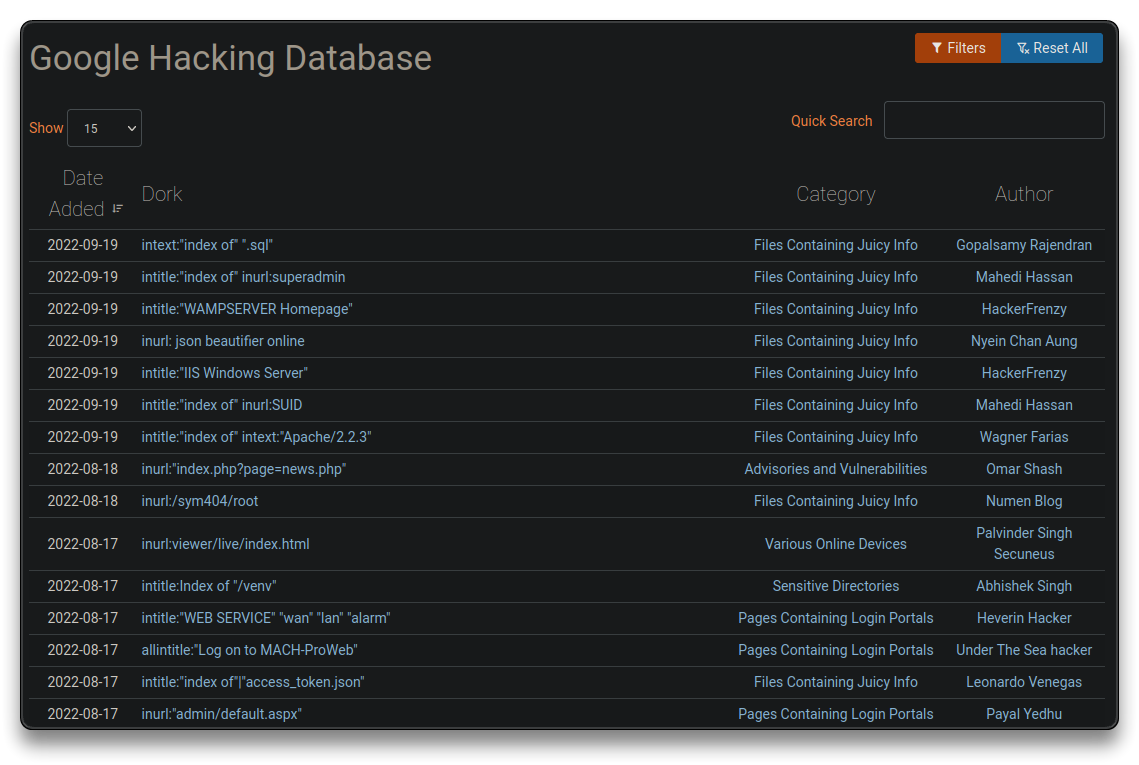 Google Hacking Database
Filters Reset All
Show 15
Quick Search
Date Added Dork Category Author
2022-09-19 intext:"index of" ".sql" Files Containing Juicy Info Gopalsamy Rajendran
2022-09-19 intitle:"index of" inurl:superadmin Files Containing Juicy Info Mahedi Hassan
2022-09-19 intitle:"WAMPSERVER Homepage" Files Containing Juicy Info HackerFrenzy
2022-09-19 inurl: json beautifier online Files Containing Juicy Info Nyein Chan Aung
2022-09-19 intitle:"IIS Windows Server" Files Containing Juicy Info HackerFrenzy
2022-09-19 intitle:"index of" inurl:SUID Files Containing Juicy Info Mahedi Hassan
2022-09-19 intitle:"index of" intext:"Apache/2.2.3" Files Containing Juicy Info Wagner Farias
2022-08-18 inurl:"index.php?page=news.php" Advisories and Vulnerabilities Omar Shash
2022-08-18 inurl:/sym404/root Files Containing Juicy Info Numen Blog
2022-08-17 inurl:viewer/live/index.html Various Online Devices Palvinder Singh Secuneus
2022-08-17 intitle:Index of "/venv" Sensitive Directories Abhishek Singh
2022-08-17 intitle:"WEB SERVICE" "wan" "lan" "alarm" Pages Containing Login Portals Heverin Hacker
2022-08-17 allintitle:"Log on to MACH-ProWeb" Pages Containing Login Portals Under The Sea hacker
2022-08-17 intitle:"index of"|"access_token.json" Files Containing Juicy Info Leonardo Venegas
2022-08-17 inurl:"admin/default.aspx" Pages Containing Login Portals Payal Yedhu